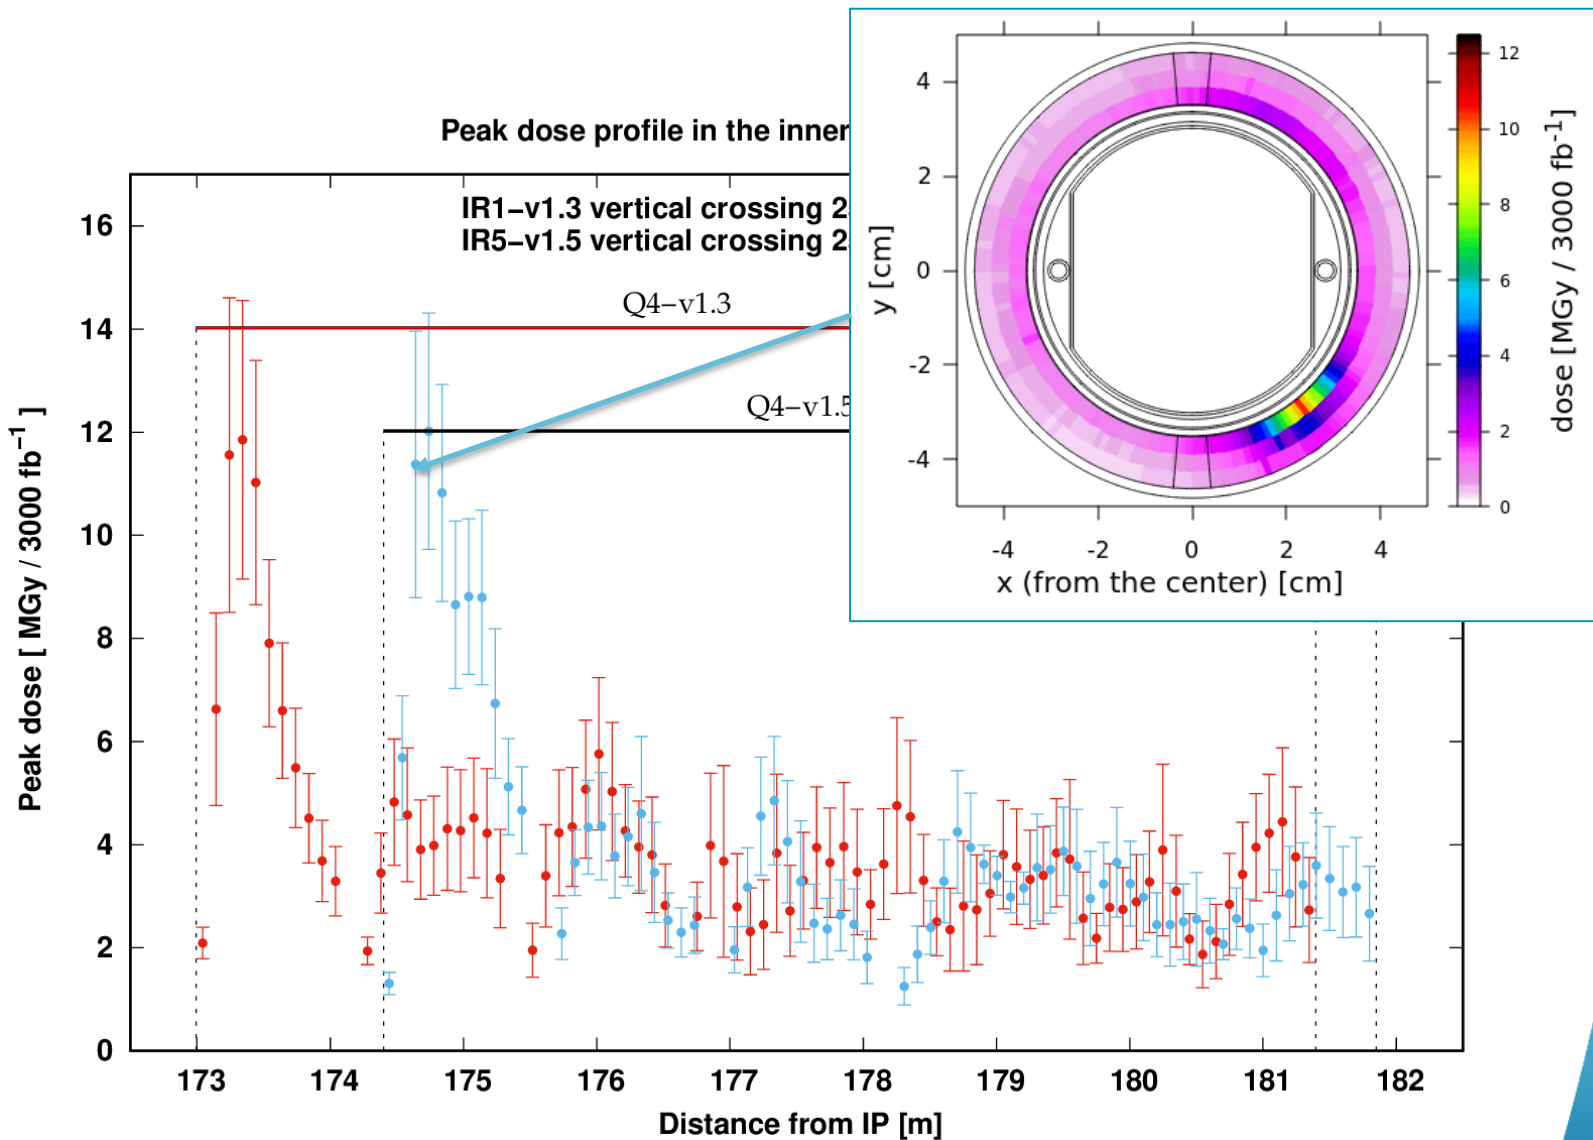 Peak dose profile in the inner
IR1–v1.3 vertical crossing 2
IR5–v1.5 vertical crossing 2
Q4–v1.3
Q4–v1.5
Peak dose [ MGy / 3000 fb⁻¹ ]
16
14
12
10
8
6
4
2
0
173 174 175 176 177 178 179 180 181 182
Distance from IP [m]
y [cm]
4
2
0
-2
-4
-4 -2 0 2 4
x (from the center) [cm]
12
10
8
6
4
2
0
dose [MGy / 3000 fb⁻¹]